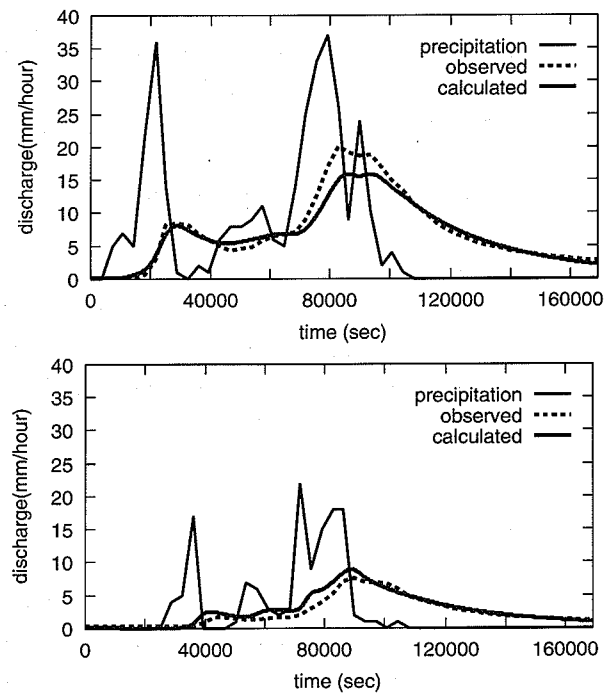 40
35
30
25
20
15
10
5
0
discharge(mm/hour)
precipitation
observed
calculated
0 40000 80000 120000 160000
time (sec)
40
35
30
25
20
15
10
5
0
discharge(mm/hour)
precipitation
observed
calculated
0 40000 80000 120000 160000
time (sec)